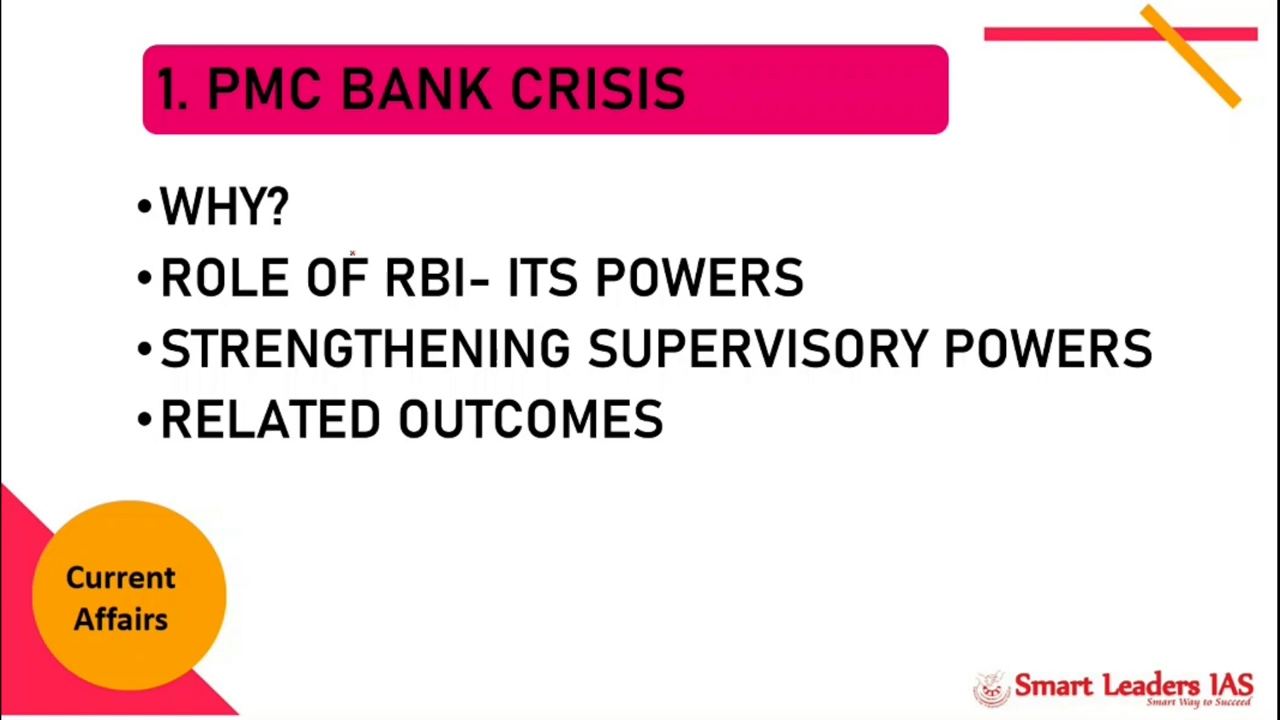 1. PMC BANK CRISIS
•WHY?
•ROLE OF RBI- ITS POWERS
•STRENGTHENING SUPERVISORY POWERS
•RELATED OUTCOMES
Current
Affairs
Smart Leaders IAS
Smart Way to Succeed